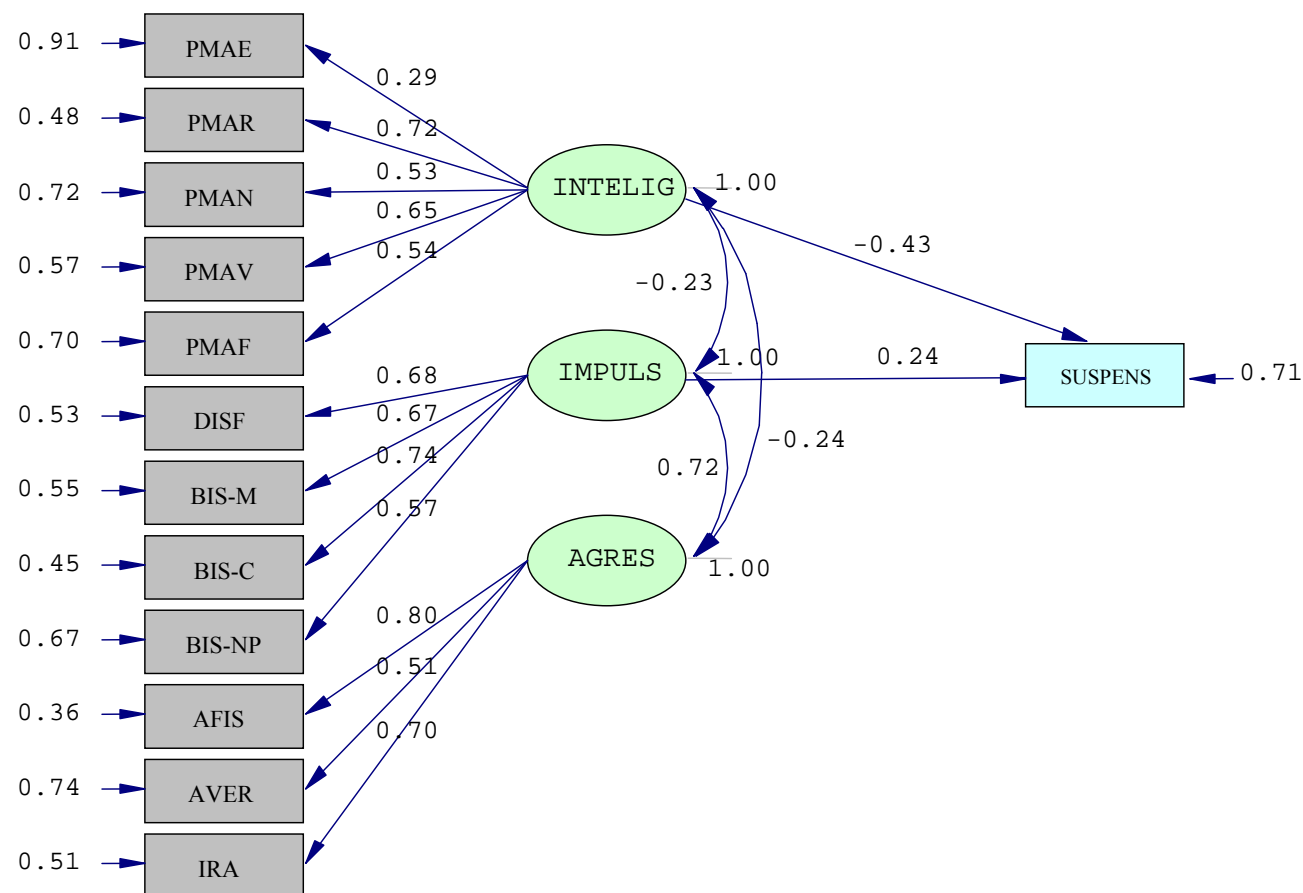 0.91
PMAE
0.48
PMAR
0.72
PMAN
0.57
PMAV
0.70
PMAF
0.53
DISF
0.55
BIS-M
0.45
BIS-C
0.67
BIS-NP
0.36
AFIS
0.74
AVER
0.51
IRA
0.29
0.72
0.53
0.65
0.54
0.68
0.67
0.74
0.57
0.80
0.51
0.70
INTELIG
IMPULS
AGRES
1.00
-0.23
1.00
0.72
-0.24
1.00
-0.43
0.24
SUSPENS
0.71